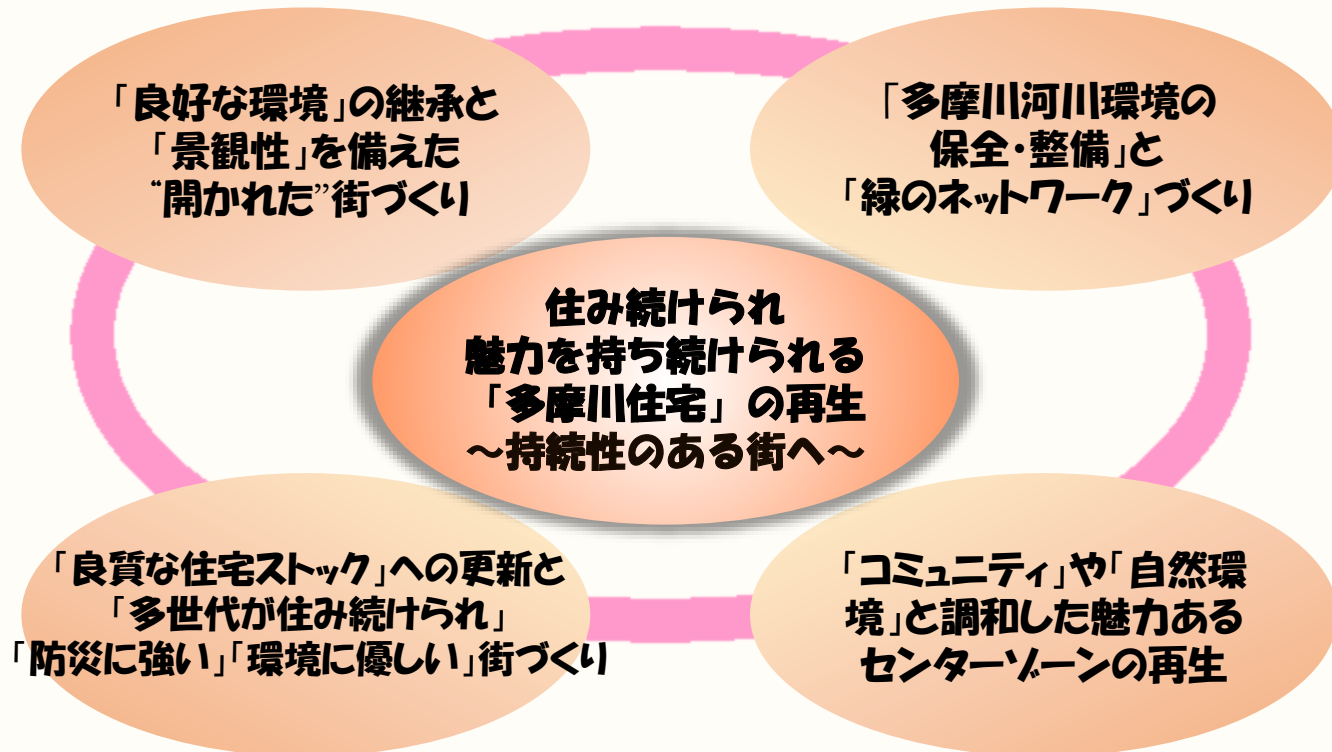 「良好な環境」の継承と
「景観性」を備えた
“開かれた”街づくり
「多摩川河川環境の
保全・整備」と
「緑のネットワーク」づくり
住み続けられ
魅力を持ち続けられる
「多摩川住宅」の再生
～持続性のある街へ～
「良質な住宅ストック」への更新と
「多世代が住み続けられ」
「防災に強い」「環境に優しい」街づくり
「コミュニティ」や「自然環
境」と調和した魅力ある
センターゾーンの再生